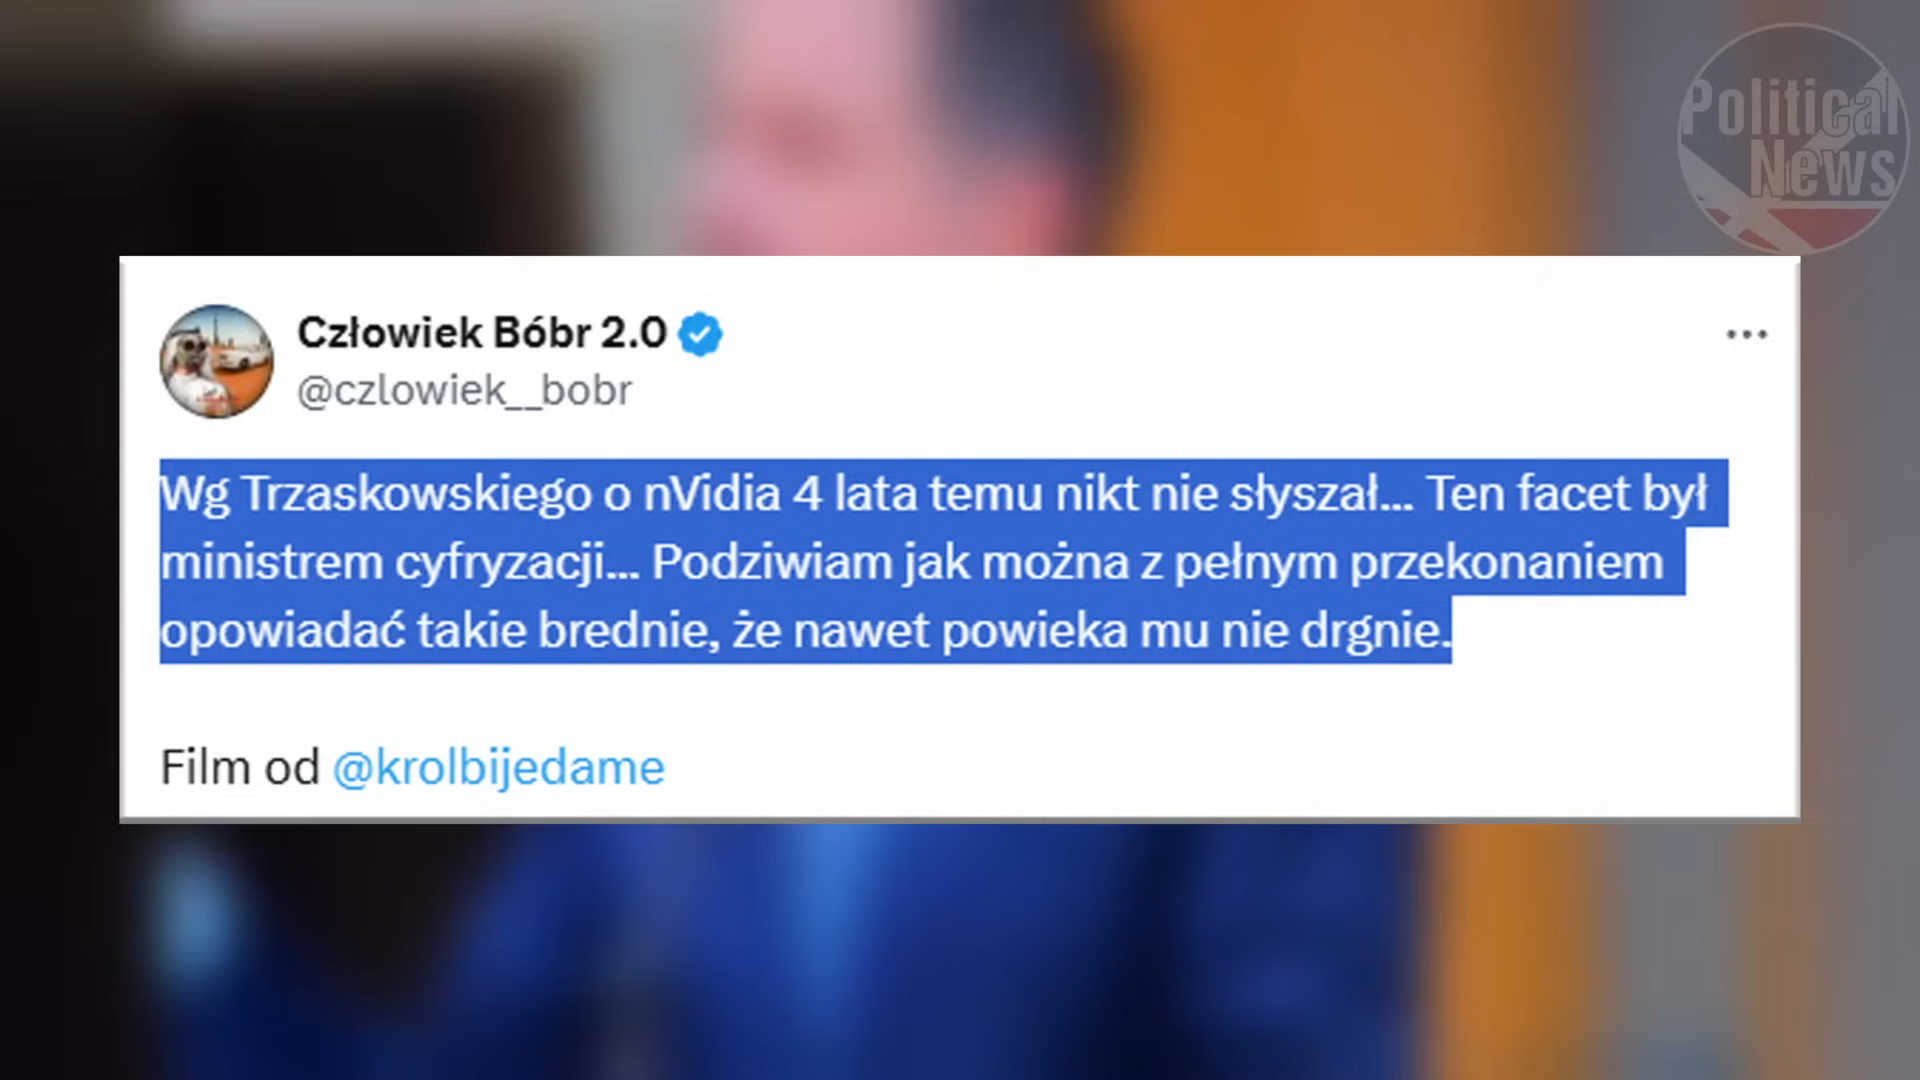 Political
News
Człowiek Bóbr 2.0
@czlowiek__bobr
Wg Trzaskowskiego o nVidia 4 lata temu nikt nie słyszał... Ten facet był
ministrem cyfryzacji... Podziwiam jak można z pełnym przekonaniem
opowiadać takie brednie, że nawet powieka mu nie drgnie.
Film od @krolbijedame